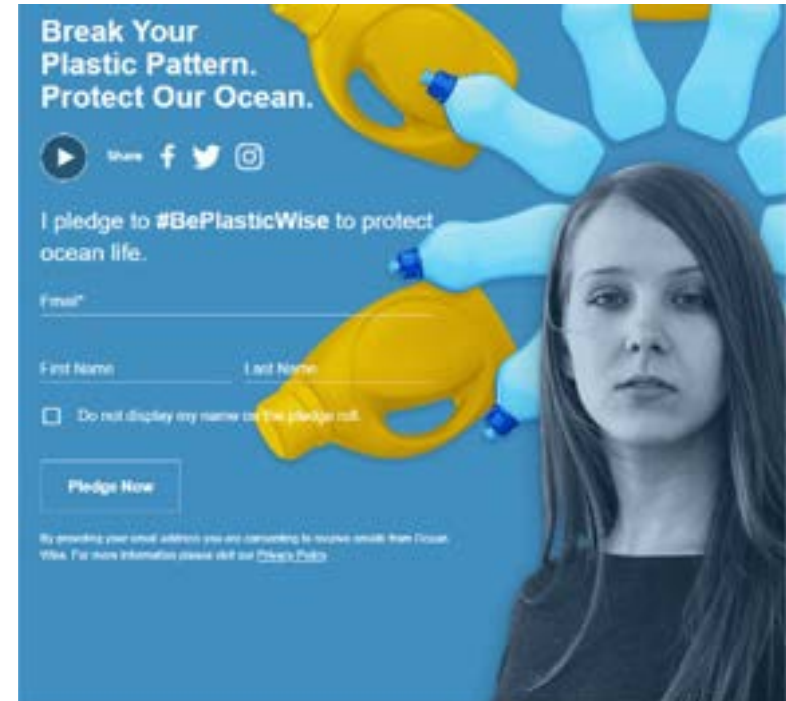 Break Your
Plastic Pattern.
Protect Our Ocean.
Share
I pledge to #BePlasticWise to protect
ocean life.
Email*
First Name Last Name
Do not display my name on the pledge roll.
Pledge Now
By providing your email address you are consenting to receive emails from Ocean
Wise. For more information please visit our Privacy Policy